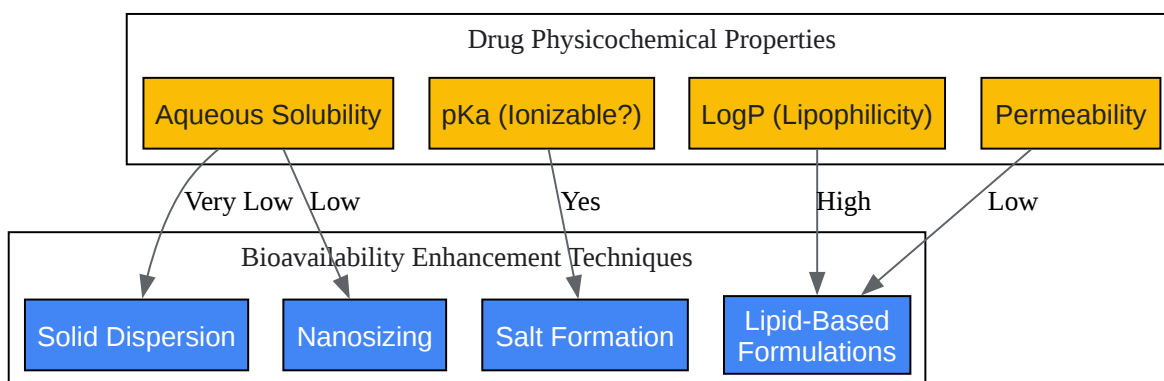 Drug Physicochemical Properties
Aqueous Solubility
pKa (Ionizable?)
LogP (Lipophilicity)
Permeability
Very Low
Low
Yes
High
Low
Bioavailability Enhancement Techniques
Solid Dispersion
Nanosizing
Salt Formation
Lipid-Based
Formulations